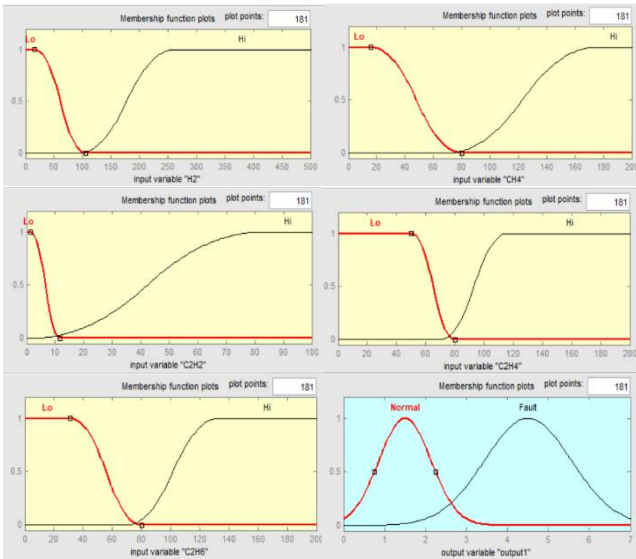 Membership function plots plot points: 181
Lo Hi
1
0.5
0
0 50 100 150 200 250 300 350 400 450 500
input variable "H2"
Membership function plots plot points: 181
Lo Hi
1
0.5
0
0 20 40 60 80 100 120 140 160 180 200
input variable "CH4"
Membership function plots plot points: 181
Lo Hi
1
0.5
0
0 10 20 30 40 50 60 70 80 90 100
input variable "C2H2"
Membership function plots plot points: 181
Lo Hi
1
0.5
0
0 20 40 60 80 100 120 140 160 180 200
input variable "C2H4"
Membership function plots plot points: 181
Lo Hi
1
0.5
0
0 20 40 60 80 100 120 140 160 180 200
input variable "C2H6"
Membership function plots plot points: 181
Normal Fault
1
0.5
0
0 1 2 3 4 5 6 7
output variable "output1"